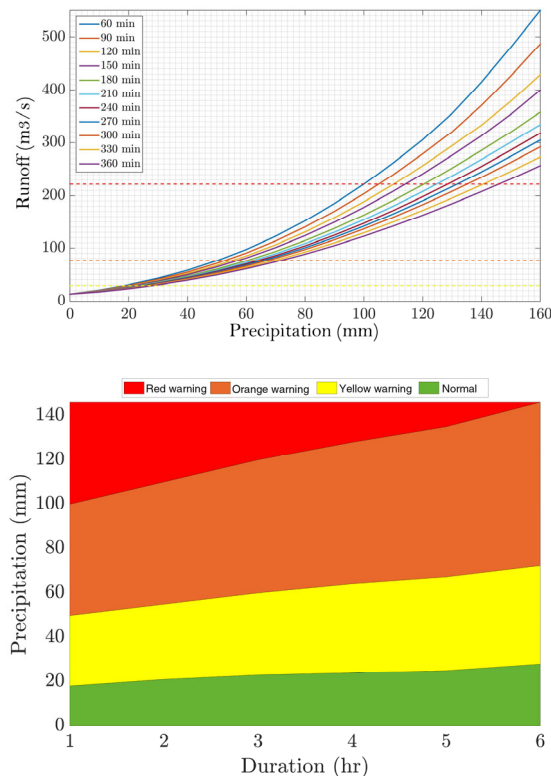 500
400
300
200
100
0
Runoff (m3/s)
60 min
90 min
120 min
150 min
180 min
210 min
240 min
270 min
300 min
330 min
360 min
0 20 40 60 80 100 120 140 160
Precipitation (mm)
Red warning Orange warning Yellow warning Normal
140
120
100
80
60
40
20
0
Precipitation (mm)
1 2 3 4 5 6
Duration (hr)